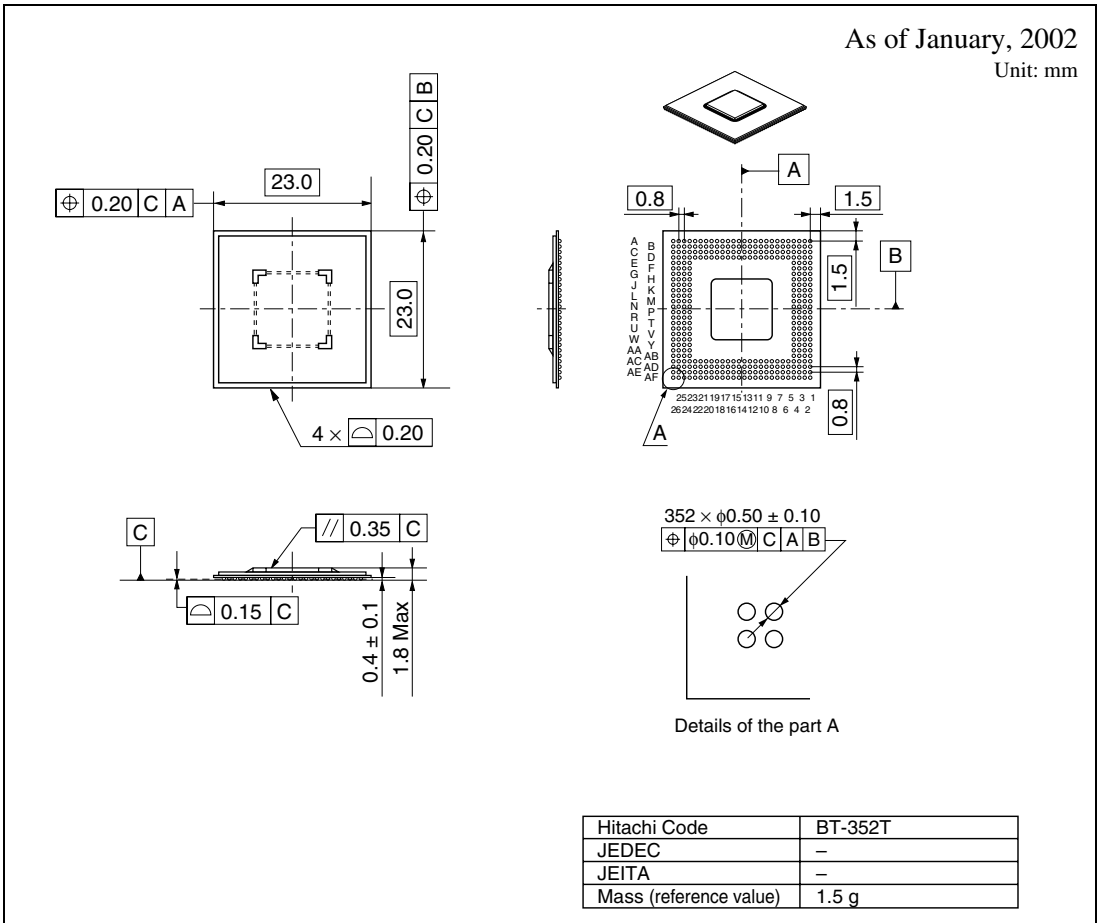 As of January, 2002
Unit: mm
⌖ 0.20 C A
23.0
⌖ 0.20 C B
23.0
4 × ⌓ 0.20
A
0.8
1.5
B
1.5
0.8
A
C
E
G
J
L
N
R
U
W
AA
AC
AE
B
D
F
H
K
M
P
T
V
Y
AB
AD
AF
25 23 21 19 17 15 13 11 9 7 5 3 1
26 24 22 20 18 16 14 12 10 8 6 4 2
A
C
// 0.35 C
⌓ 0.15 C
0.4 ± 0.1
1.8 Max
352 × ϕ0.50 ± 0.10
⌖ ϕ0.10 Ⓜ C A B
Details of the part A
Hitachi Code BT-352T
JEDEC –
JEITA –
Mass (reference value) 1.5 g